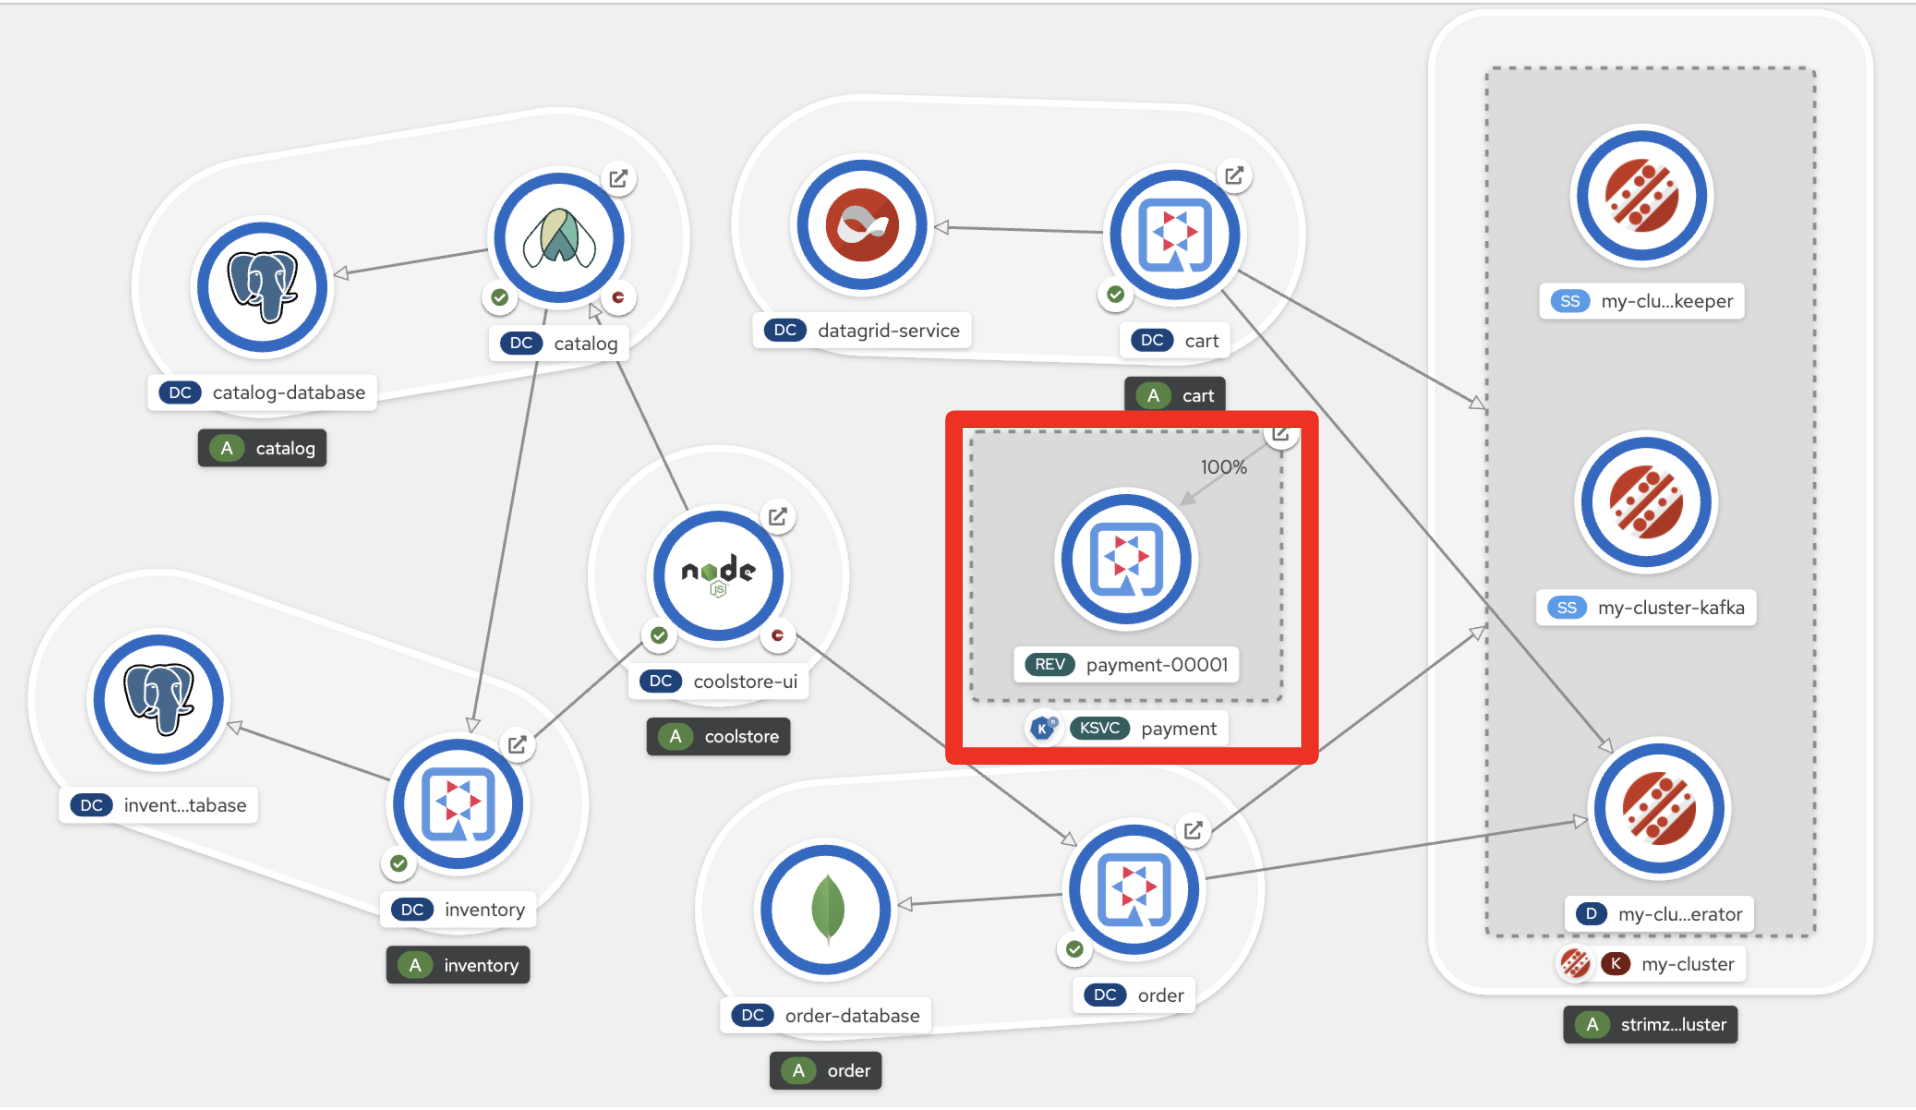 DC catalog-database
A catalog
DC catalog
DC datagrid-service
DC cart
A cart
SS my-clu...keeper
SS my-cluster-kafka
100%
REV payment-00001
K KSVC payment
node
JS
DC coolstore-ui
A coolstore
DC invent...tabase
DC inventory
A inventory
DC order-database
DC order
A order
D my-clu...erator
K my-cluster
A strimz...luster